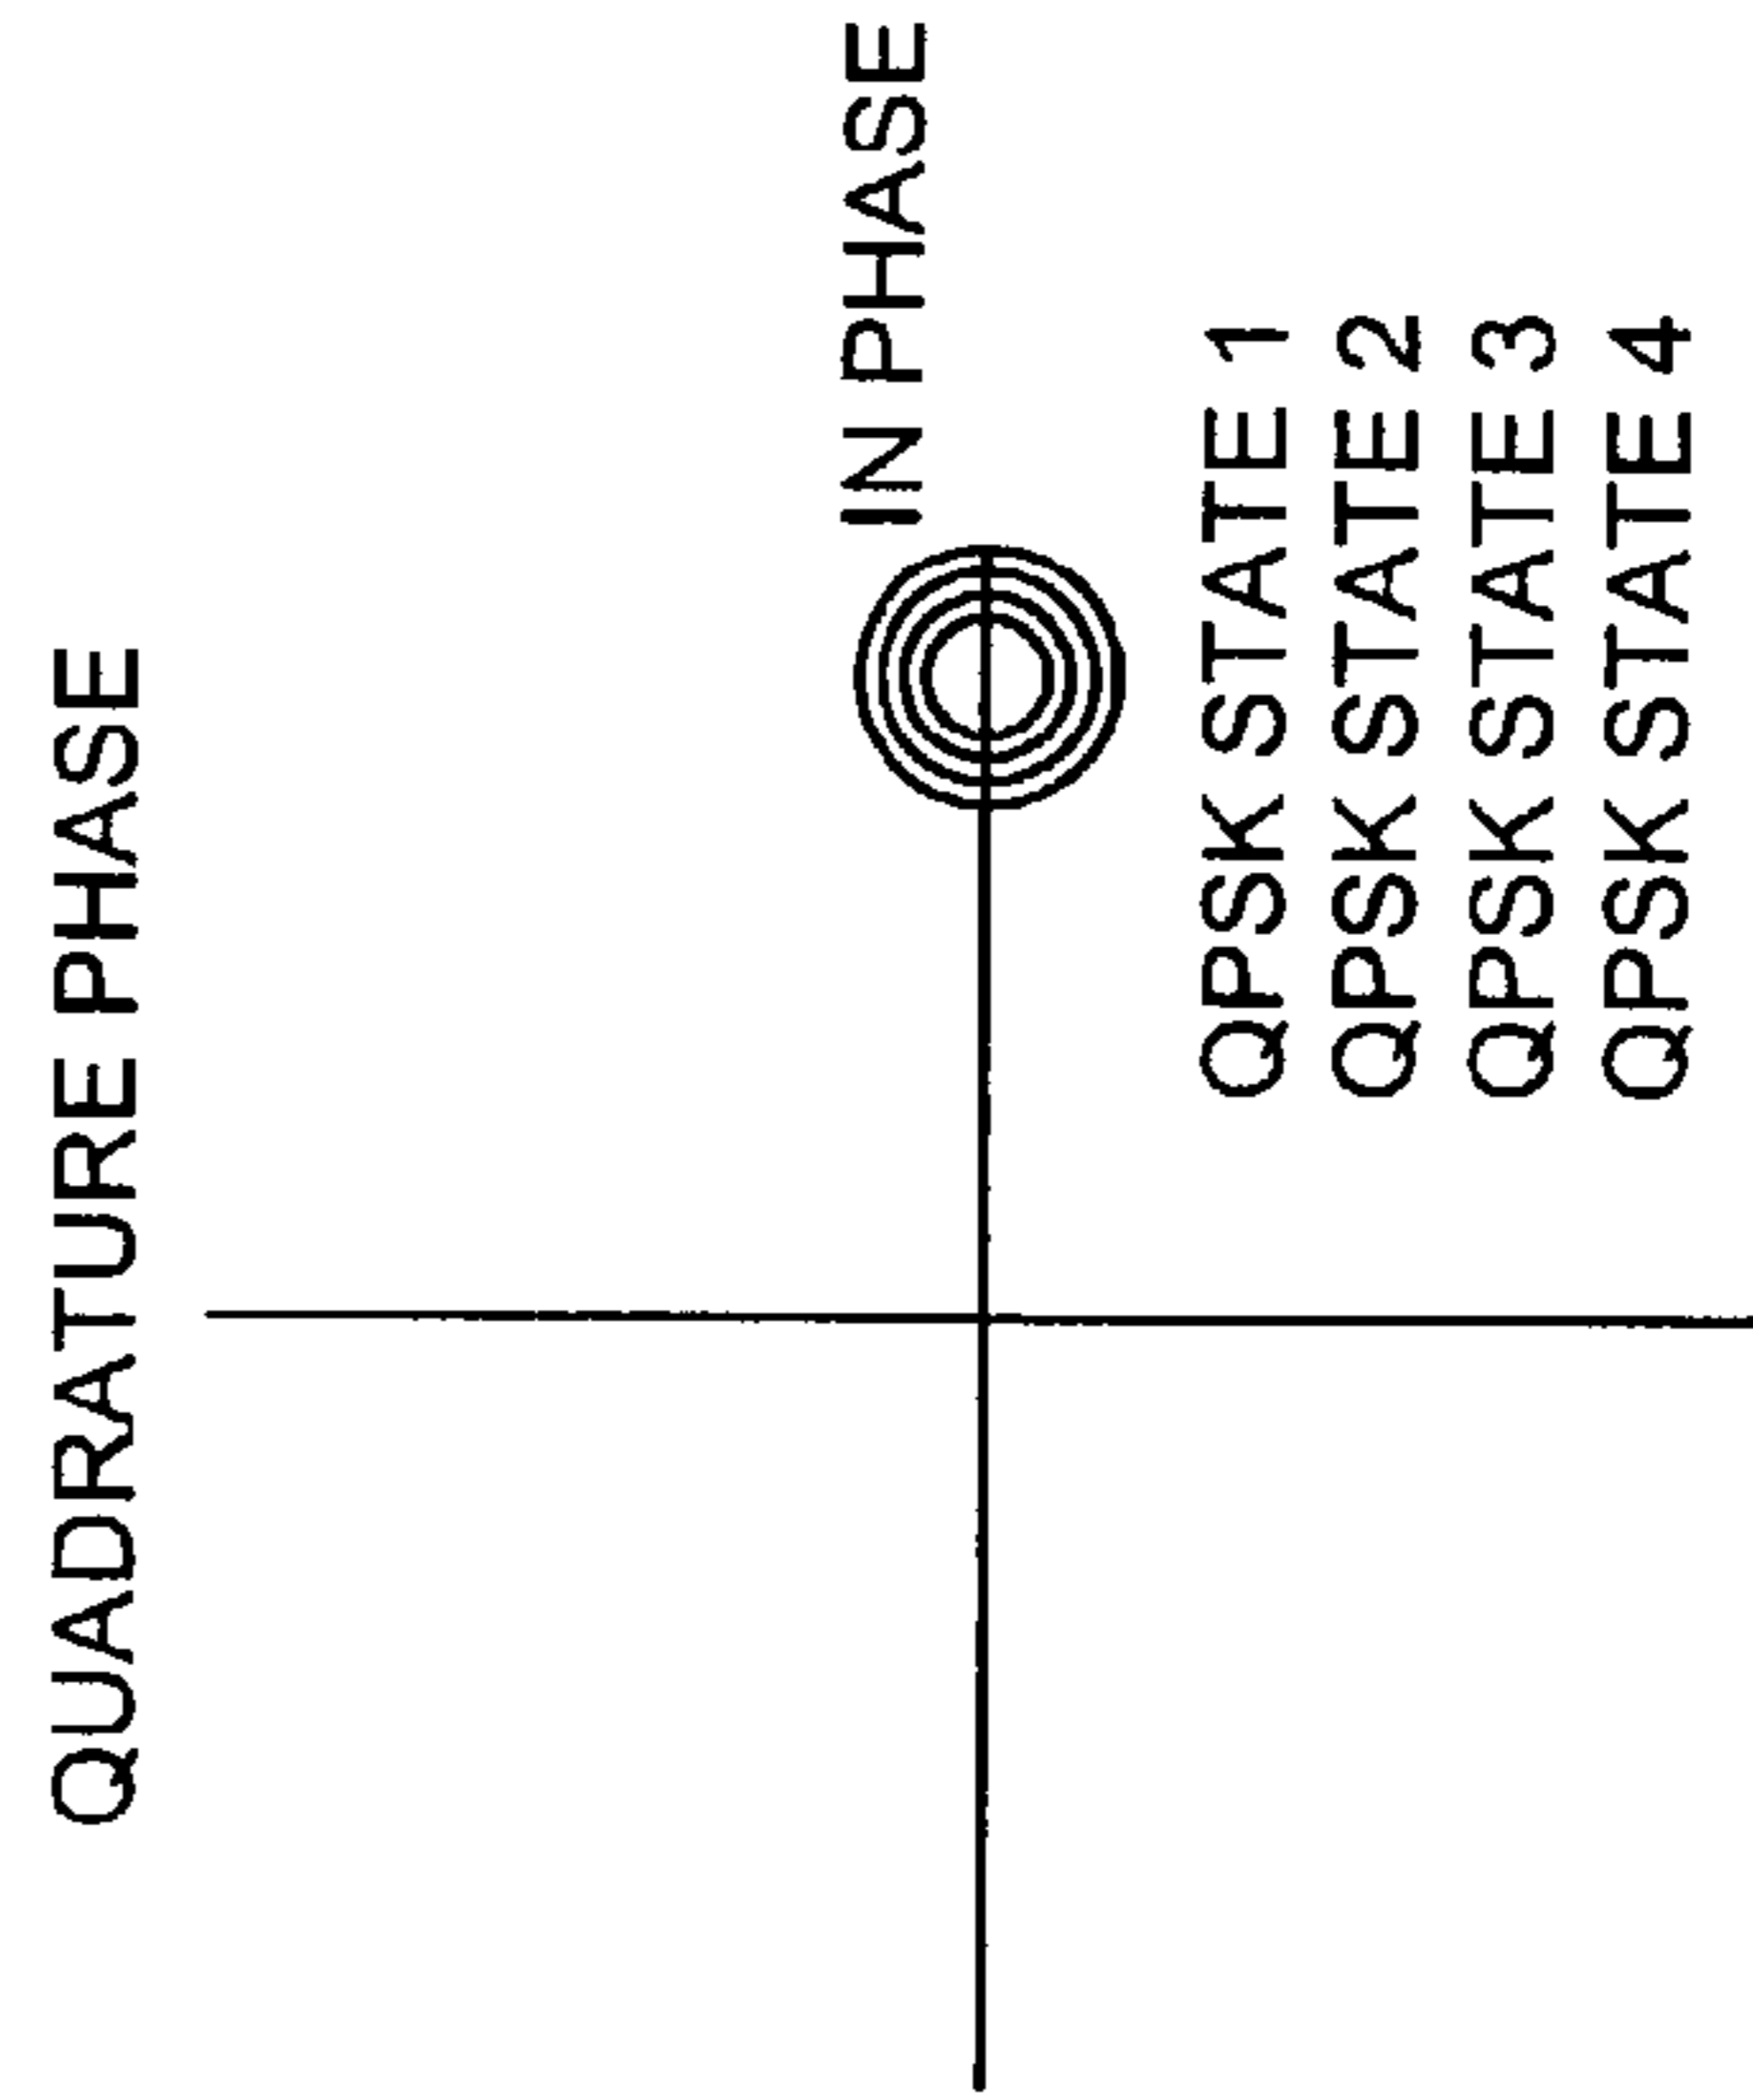 QUADRATURE PHASE
IN PHASE
QPSK STATE 1
QPSK STATE 2
QPSK STATE 3
QPSK STATE 4